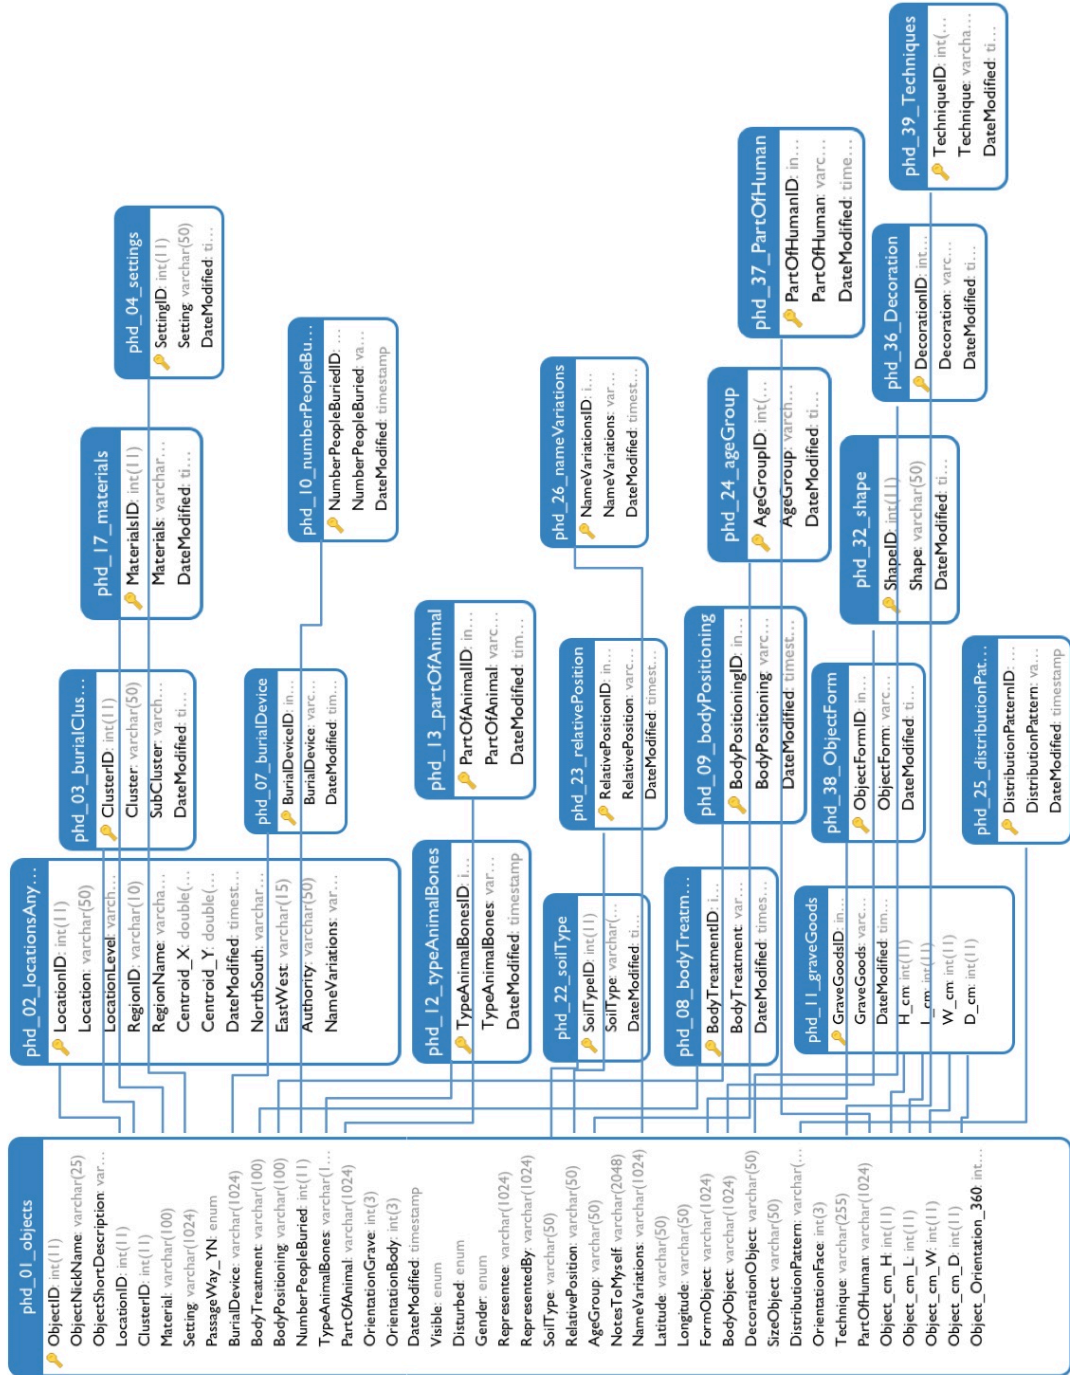 phd_01_objects
ObjectID: int(11)
ObjectNickName: varchar(25)
ObjectShortDescription: var...
LocationID: int(11)
ClusterID: int(11)
Material: varchar(100)
Setting: varchar(1024)
PassageWay_YN: enum
BurialDevice: varchar(1024)
BodyTreatment: varchar(100)
BodyPositioning: varchar(100)
NumberPeopleBuried: int(11)
TypeAnimalBones: varchar(1...
PartOfAnimal: varchar(1024)
OrientationGrave: int(3)
OrientationBody: int(3)
DateModified: timestamp
Visible: enum
Disturbed: enum
Gender: enum
Representee: varchar(1024)
RepresentedBy: varchar(1024)
SoilType: varchar(50)
RelativePosition: varchar(50)
AgeGroup: varchar(50)
NotesToMyself: varchar(2048)
NameVariations: varchar(1024)
Latitude: varchar(50)
Longitude: varchar(50)
FormObject: varchar(1024)
BodyObject: varchar(1024)
DecorationObject: varchar(50)
SizeObject: varchar(50)
DistributionPattern: varchar(...
OrientationFace: int(3)
Technique: varchar(255)
PartOfHuman: varchar(1024)
Object_cm_H: int(11)
Object_cm_L: int(11)
Object_cm_W: int(11)
Object_cm_D: int(11)
Object_Orientation_360: int...
phd_02_locationsAny...
LocationID: int(11)
Location: varchar(50)
LocationLevel: varch...
RegionID: varchar(10)
RegionName: varcha...
Centroid_X: double(...
Centroid_Y: double(...
DateModified: timest...
NorthSouth: varchar...
EastWest: varchar(15)
Authority: varchar(50)
NameVariations: var...
phd_12_typeAnimalBones
TypeAnimalBonesID: i...
TypeAnimalBones: var...
DateModified: timestamp
phd_22_soilType
SoilTypeID: int(11)
SoilType: varchar(...
DateModified: ti...
phd_08_bodyTreatm...
BodyTreatmentID: i...
BodyTreatment: var...
DateModified: times...
phd_11_graveGoods
GraveGoodsID: in...
GraveGoods: varc...
DateModified: tim...
H_cm: int(11)
L_cm: int(11)
W_cm: int(11)
D_cm: int(11)
phd_03_burialClus...
ClusterID: int(11)
Cluster: varchar(50)
SubCluster: varch...
DateModified: ti...
phd_07_burialDevice
BurialDeviceID: in...
BurialDevice: varc...
DateModified: tim...
phd_13_partOfAnimal
PartOfAnimalID: in...
PartOfAnimal: varc...
DateModified: tim...
phd_23_relativePosition
RelativePositionID: in...
RelativePosition: varc...
DateModified: timest...
phd_09_bodyPositioning
BodyPositioningID: in...
BodyPositioning: varc...
DateModified: timest...
phd_38_ObjectForm
ObjectFormID: in...
ObjectForm: varc...
DateModified: ti...
phd_25_distributionPat...
DistributionPatternID: ...
DistributionPattern: va...
DateModified: timestamp
phd_17_materials
MaterialsID: int(11)
Materials: varchar...
DateModified: ti...
phd_04_settings
SettingID: int(11)
Setting: varchar(50)
DateModified: ti...
phd_10_numberPeopleBu...
NumberPeopleBuriedID: ...
NumberPeopleBuried: va...
DateModified: timestamp
phd_26_nameVariations
NameVariationsID: i...
NameVariations: var...
DateModified: timest...
phd_24_ageGroup
AgeGroupID: int(...
AgeGroup: varch...
DateModified: ti...
phd_32_shape
ShapeID: int(11)
Shape: varchar(50)
DateModified: ti...
phd_37_PartOfHuman
PartOfHumanID: in...
PartOfHuman: varc...
DateModified: time...
phd_36_Decoration
DecorationID: int...
Decoration: varc...
DateModified: ti...
phd_39_Techniques
TechniqueID: int(...
Technique: varcha...
DateModified: ti...